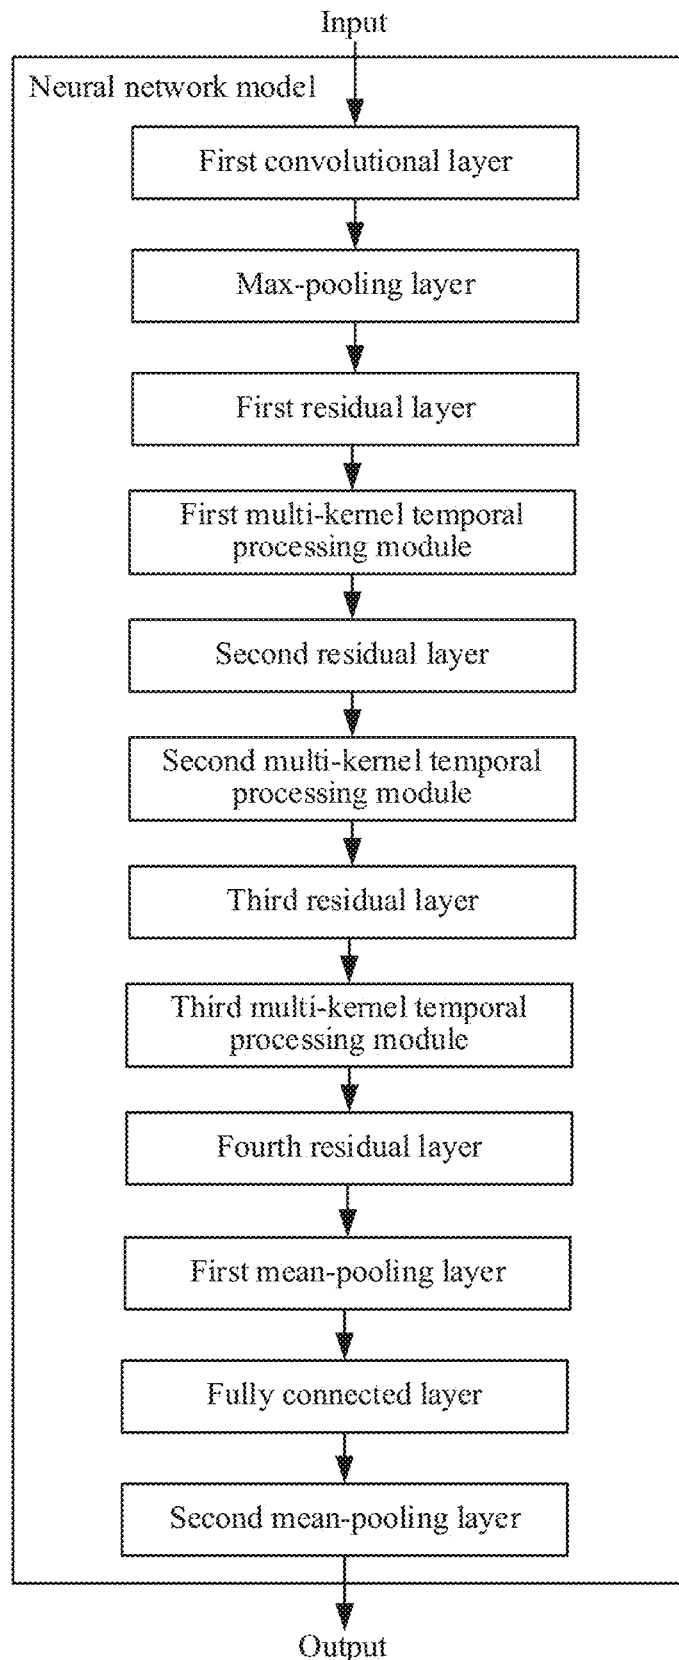 Input
Neural network model
First convolutional layer
Max-pooling layer
First residual layer
First multi-kernel temporal
processing module
Second residual layer
Second multi-kernel temporal
processing module
Third residual layer
Third multi-kernel temporal
processing module
Fourth residual layer
First mean-pooling layer
Fully connected layer
Second mean-pooling layer
Output